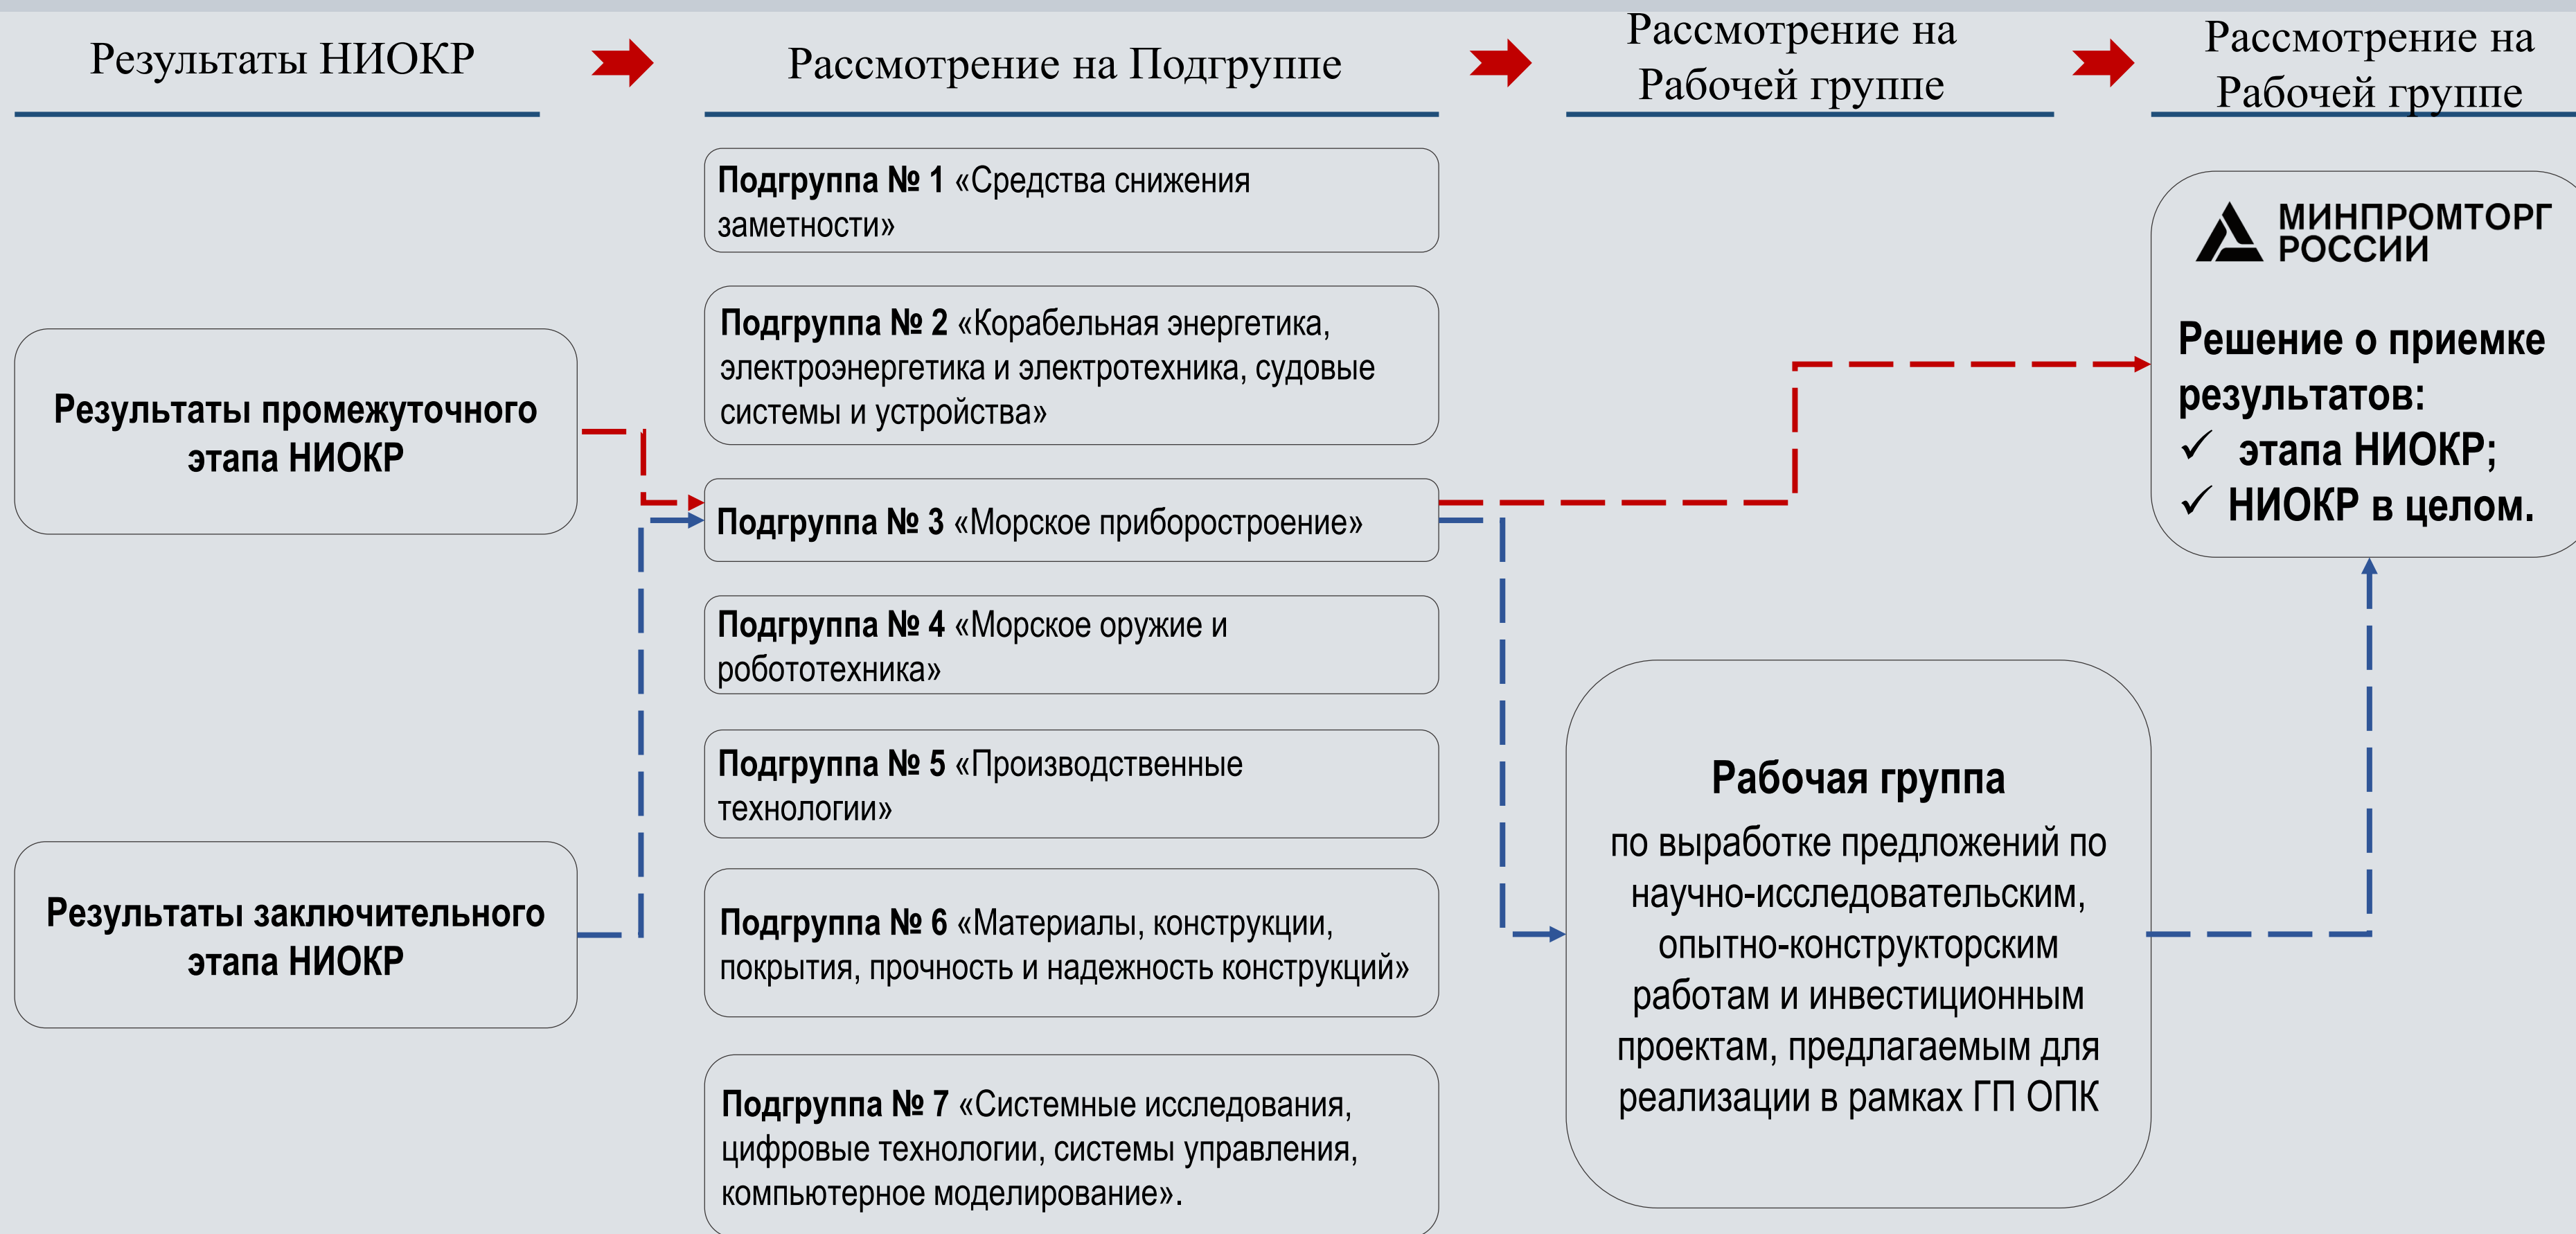 Результаты НИОКР
Рассмотрение на Подгруппе
Рассмотрение на
Рабочей группе
Рассмотрение на
Рабочей группе
Результаты промежуточного
этапа НИОКР
Результаты заключительного
этапа НИОКР
Подгруппа № 1 «Средства снижения
заметности»
Подгруппа № 2 «Корабельная энергетика,
электроэнергетика и электротехника, судовые
системы и устройства»
Подгруппа № 3 «Морское приборостроение»
Подгруппа № 4 «Морское оружие и
робототехника»
Подгруппа № 5 «Производственные
технологии»
Подгруппа № 6 «Материалы, конструкции,
покрытия, прочность и надежность конструкций»
Подгруппа № 7 «Системные исследования,
цифровые технологии, системы управления,
компьютерное моделирование».
Рабочая группа
по выработке предложений по
научно-исследовательским,
опытно-конструкторским
работам и инвестиционным
проектам, предлагаемым для
реализации в рамках ГП ОПК
МИНПРОМТОРГ
РОССИИ
Решение о приемке
результатов:
✓ этапа НИОКР;
✓ НИОКР в целом.